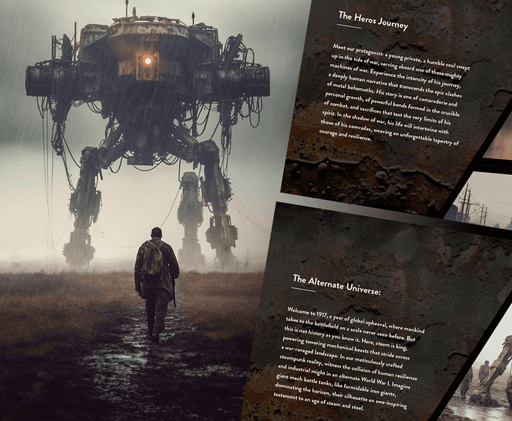 The Heros Journey
Meet our protagonist: a young private, a humble soul swept
up in the tide of war, serving aboard one of these mighty
machines of war. Experience the intensity of his journey,
a deeply human narrative that transcends the epic clashes
of metal behemoths. His story is one of camaraderie and
personal growth, of powerful bonds formed in the crucible
of combat, and sacrifices that test the very limits of his
spirit. In the shadow of war, his life will intertwine with
those of his comrades, weaving an unforgettable tapestry of
courage and resilience.
The Alternate Universe:
Welcome to 1917, a year of global upheaval, where mankind
takes to the battlefield on a scale never seen before. But
this is not history as you know it. Here, steam is king,
powering towering mechanical beasts that stride across
a war-ravaged landscape. In our meticulously crafted
steampunk reality, witness the collision of human resilience
and industrial might in an alternate World War I. Imagine
giant mech battle tanks, like formidable iron giants,
dominating the horizon, their silhouette an awe-inspiring
testament to an age of steam and steel.